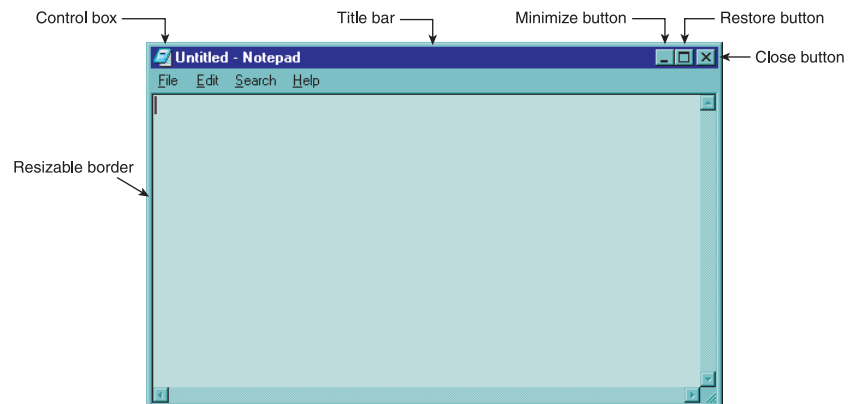 Control box
Title bar
Minimize button
Restore button
Untitled - Notepad
Close button
File Edit Search Help
Resizable border